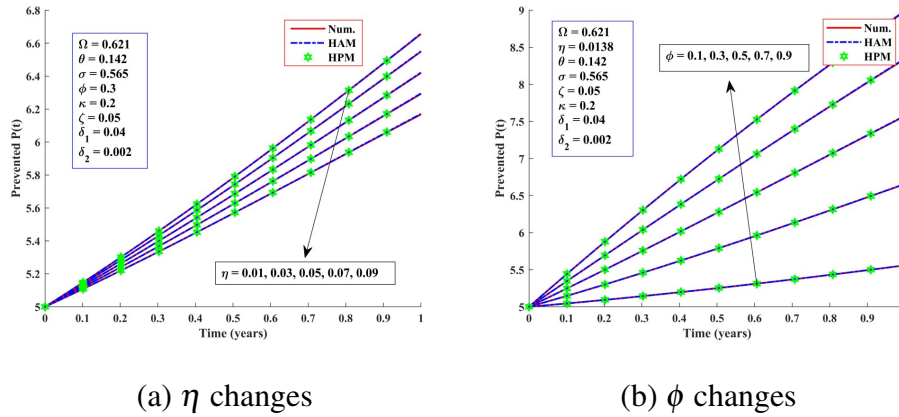 6.8
6.6
6.4
6.2
6
5.8
5.6
5.4
5.2
5
Prevented P(t)
0 0.1 0.2 0.3 0.4 0.5 0.6 0.7 0.8 0.9 1
Time (years)
Ω = 0.621
θ = 0.142
σ = 0.565
ϕ = 0.3
κ = 0.2
ζ = 0.05
δ1 = 0.04
δ2 = 0.002
Num.
HAM
HPM
η = 0.01, 0.03, 0.05, 0.07, 0.09
(a) η changes
9
8.5
8
7.5
7
6.5
6
5.5
5
Prevented P(t)
0 0.1 0.2 0.3 0.4 0.5 0.6 0.7 0.8 0.9
Time (years)
Ω = 0.621
η = 0.0138
θ = 0.142
σ = 0.565
ζ = 0.05
κ = 0.2
δ1 = 0.04
δ2 = 0.002
ϕ = 0.1, 0.3, 0.5, 0.7, 0.9
Num.
HAM
HPM
(b) ϕ changes